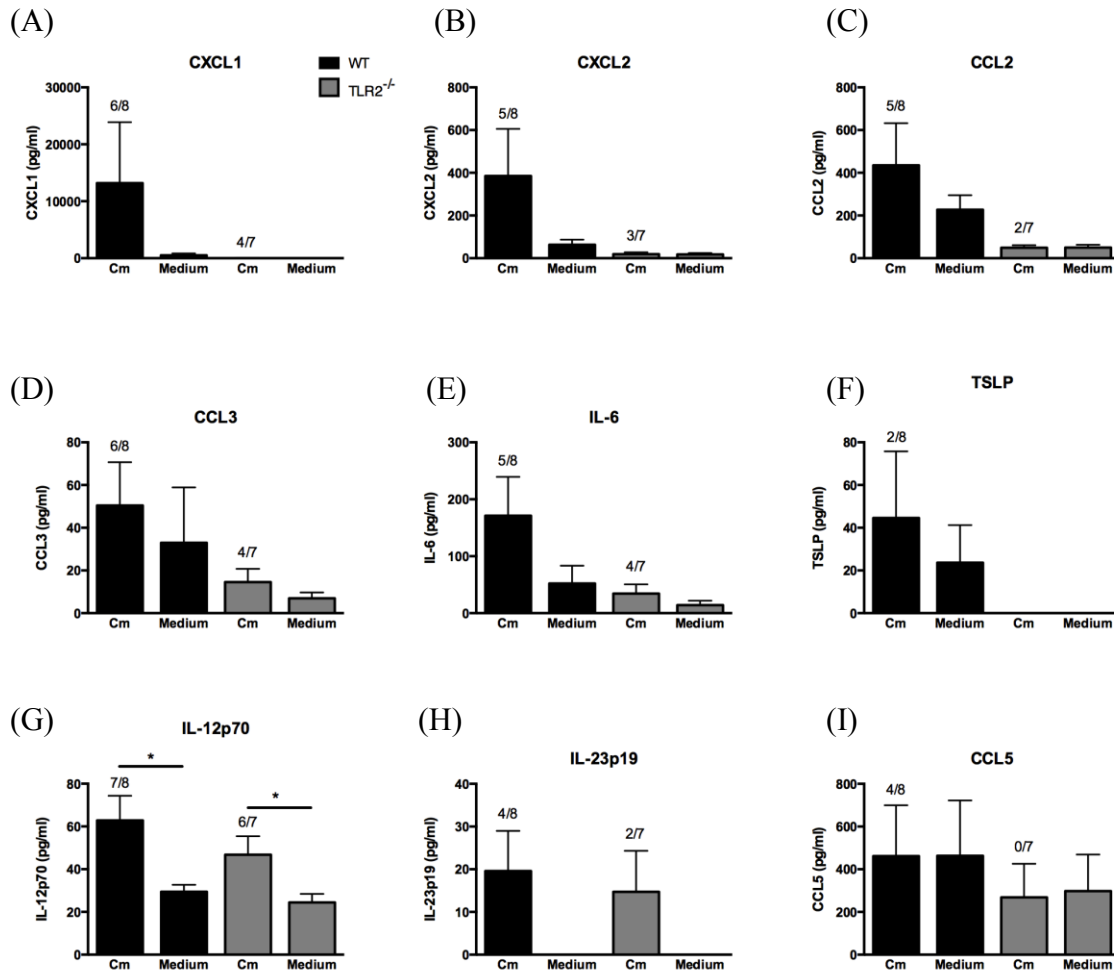 (A)
CXCL1
WT
TLR2-/-
CXCL1 (pg/ml)
30000
20000
10000
0
6/8
4/7
Cm Medium Cm Medium
(B)
CXCL2
CXCL2 (pg/ml)
800
600
400
200
0
5/8
3/7
Cm Medium Cm Medium
(C)
CCL2
CCL2 (pg/ml)
800
600
400
200
0
5/8
2/7
Cm Medium Cm Medium
(D)
CCL3
CCL3 (pg/ml)
80
60
40
20
0
6/8
4/7
Cm Medium Cm Medium
(E)
IL-6
IL-6 (pg/ml)
300
200
100
0
5/8
4/7
Cm Medium Cm Medium
(F)
TSLP
TSLP (pg/ml)
80
60
40
20
0
2/8
Cm Medium Cm Medium
(G)
IL-12p70
IL-12p70 (pg/ml)
80
60
40
20
0
*
7/8
*
6/7
Cm Medium Cm Medium
(H)
IL-23p19
IL-23p19 (pg/ml)
40
30
20
10
0
4/8
2/7
Cm Medium Cm Medium
(I)
CCL5
CCL5 (pg/ml)
800
600
400
200
0
4/8
0/7
Cm Medium Cm Medium